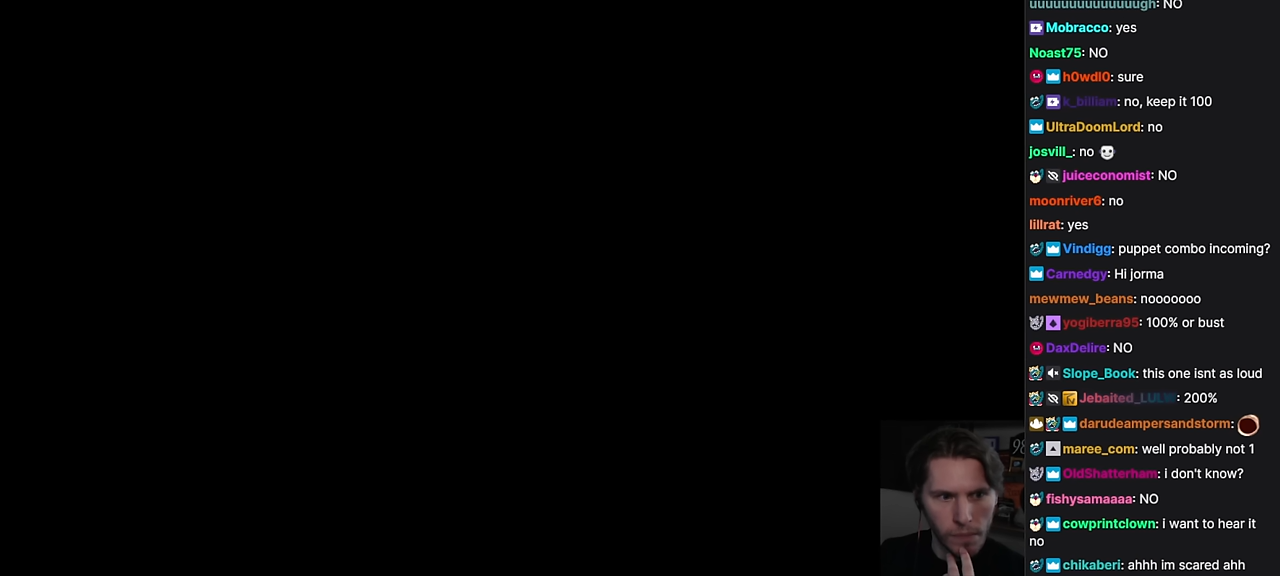 uuuuuuuuuuuuuugh: NO
Mobracco: yes
Noast75: NO
h0wdl0: sure
k_billiam: no, keep it 100
UltraDoomLord: no
josvill_: no
juiceconomist: NO
moonriver6: no
lillrat: yes
Vindigg: puppet combo incoming?
Carnedgy: Hi jorma
mewmew_beans: nooooooo
yogiberra95: 100% or bust
DaxDelire: NO
Slope_Book: this one isnt as loud
Jebaited_LULW: 200%
darudeampersandstorm:
maree_com: well probably not 1
OldShatterham: i don't know?
fishysamaaaa: NO
cowprintclown: i want to hear it
no
chikaberi: ahhh im scared ahh